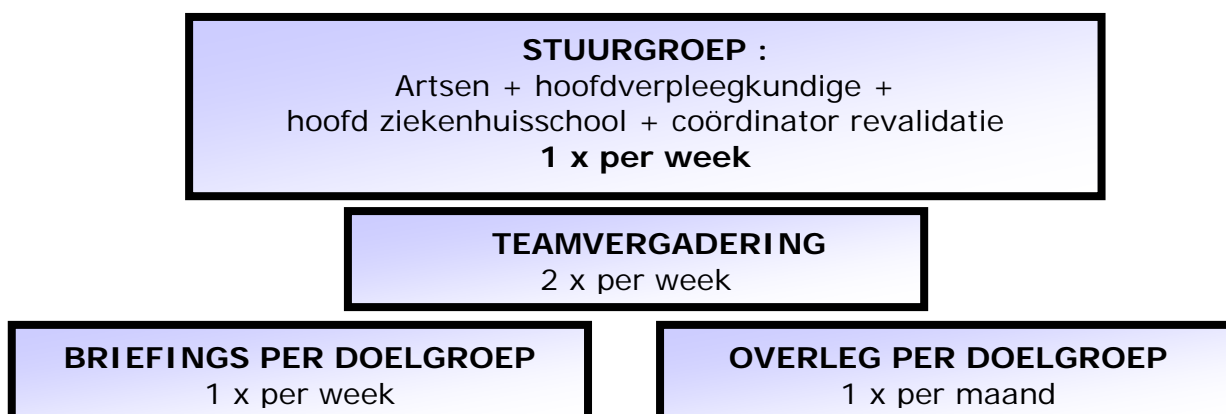 STUURGROEP :
Artsen + hoofdverpleegkundige +
hoofd ziekenhuisschool + coördinator revalidatie
1 x per week
TEAMVERGADERING
2 x per week
BRIEFINGS PER DOELGROEP
1 x per week
OVERLEG PER DOELGROEP
1 x per maand